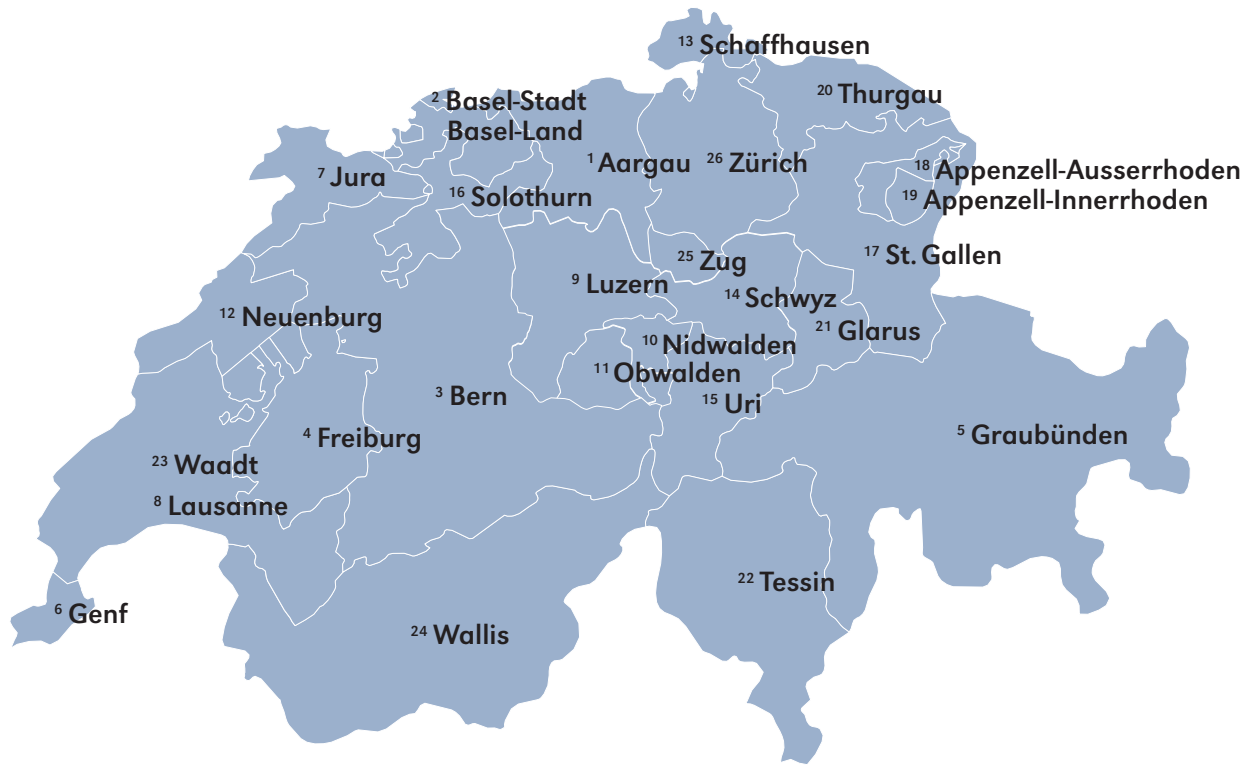 13 Schaffhausen
20 Thurgau
2 Basel-Stadt
Basel-Land
1 Aargau
26 Zürich
18 Appenzell-Ausserrhoden
7 Jura
16 Solothurn
19 Appenzell-Innerrhoden
17 St. Gallen
25 Zug
9 Luzern
14 Schwyz
12 Neuenburg
21 Glarus
10 Nidwalden
11 Obwalden
3 Bern
15 Uri
4 Freiburg
5 Graubünden
23 Waadt
8 Lausanne
22 Tessin
6 Genf
24 Wallis